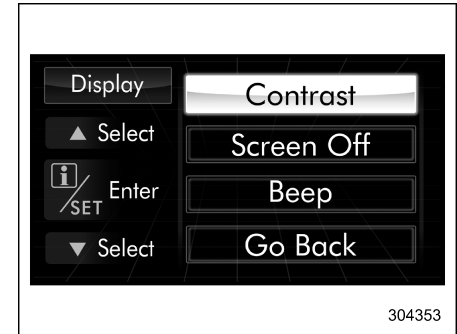 Display
▲ Select
i/SET Enter
▼ Select
Contrast
Screen Off
Beep
Go Back
304353